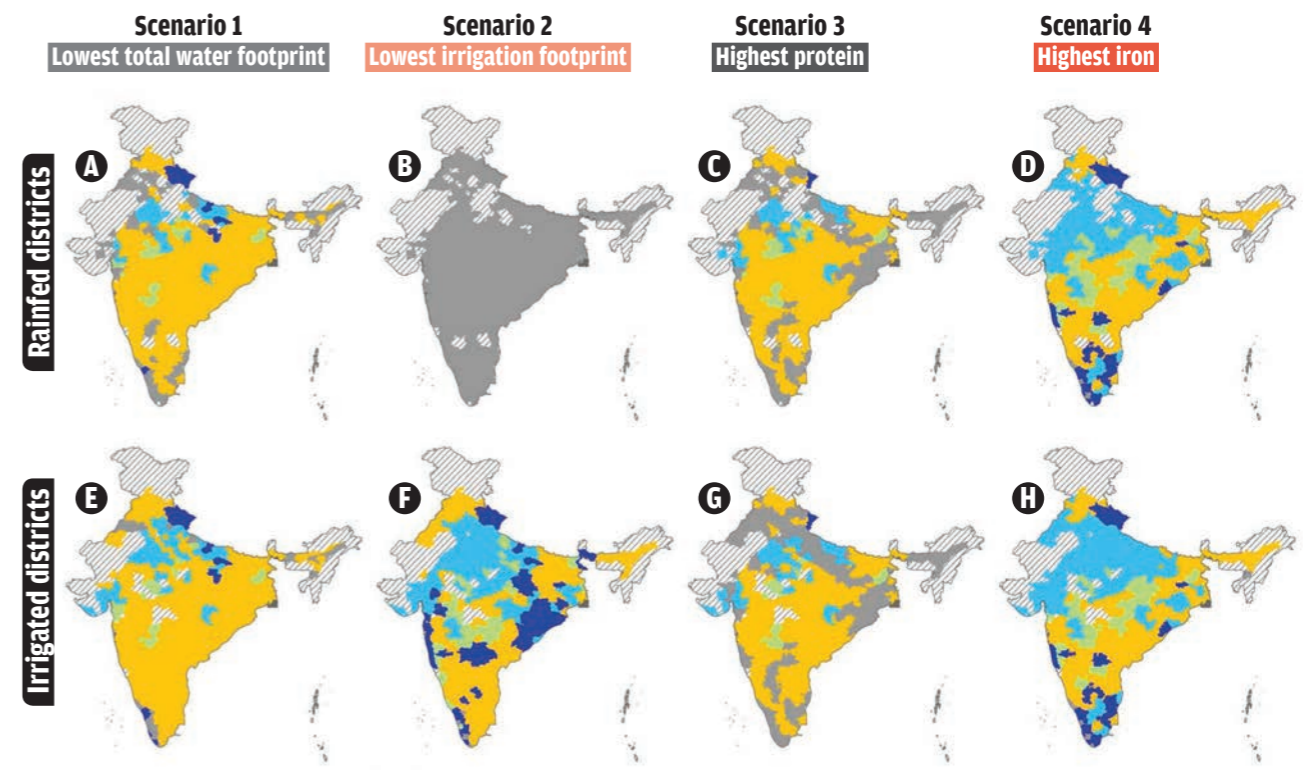 Scenario 1
Lowest total water footprint
Scenario 2
Lowest irrigation footprint
Scenario 3
Highest protein
Scenario 4
Highest iron
Rainfed districts
A
B
C
D
Irrigated districts
E
F
G
H